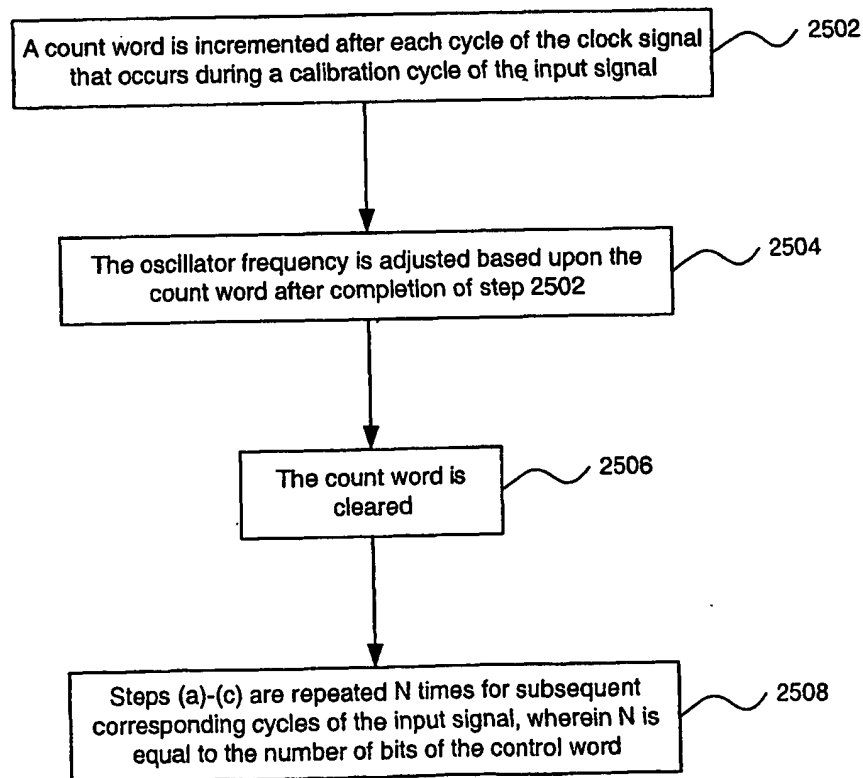 A count word is incremented after each cycle of the clock signal
that occurs during a calibration cycle of the input signal
2502
The oscillator frequency is adjusted based upon the
count word after completion of step 2502
2504
The count word is
cleared
2506
Steps (a)-(c) are repeated N times for subsequent
corresponding cycles of the input signal, wherein N is
equal to the number of bits of the control word
2508